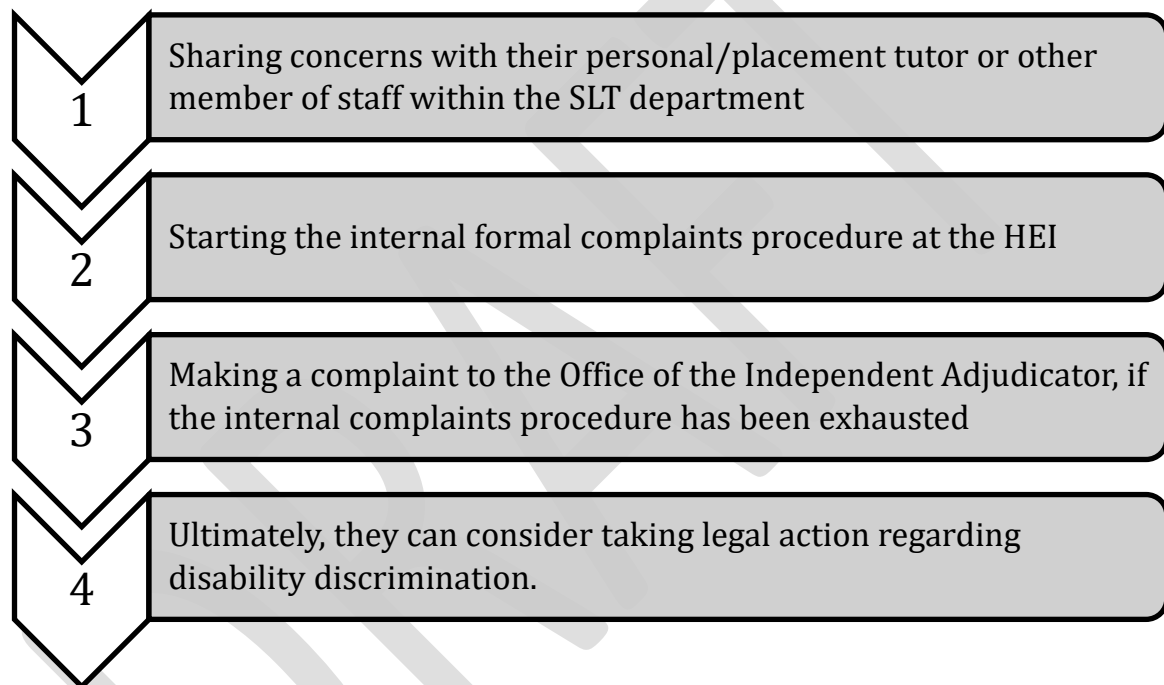 1
Sharing concerns with their personal/placement tutor or other
member of staff within the SLT department
2
Starting the internal formal complaints procedure at the HEI
3
Making a complaint to the Office of the Independent Adjudicator, if
the internal complaints procedure has been exhausted
4
Ultimately, they can consider taking legal action regarding
disability discrimination.
DRAFT